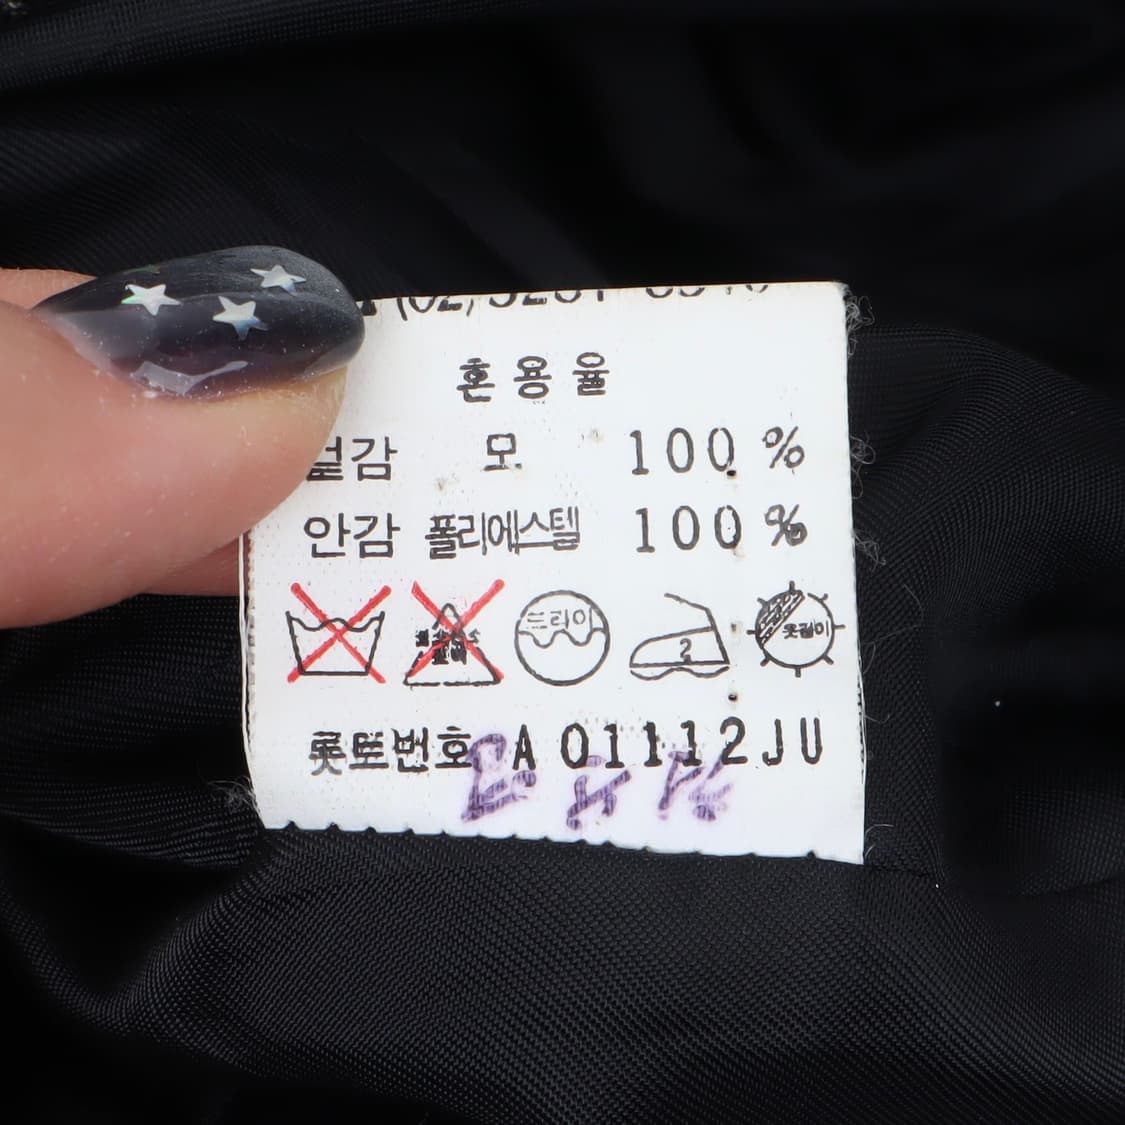 혼용율
겉감 모 100%
안감 폴리에스텔 100%
드라이 2 옷걸이
롯트번호 A 01112JU